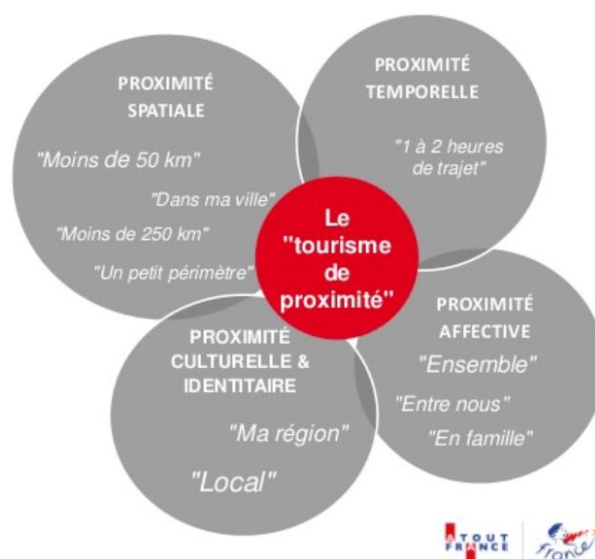 PROXIMITÉ
SPATIALE
"Moins de 50 km"
"Dans ma ville"
"Moins de 250 km"
"Un petit périmètre"
PROXIMITÉ
TEMPORELLE
"1 à 2 heures
de trajet"
Le
"tourisme
de
proximité"
PROXIMITÉ
CULTURELLE &
IDENTITAIRE
"Ma région"
"Local"
PROXIMITÉ
AFFECTIVE
"Ensemble"
"Entre nous"
"En famille"
ATOUT
FRANCE
france